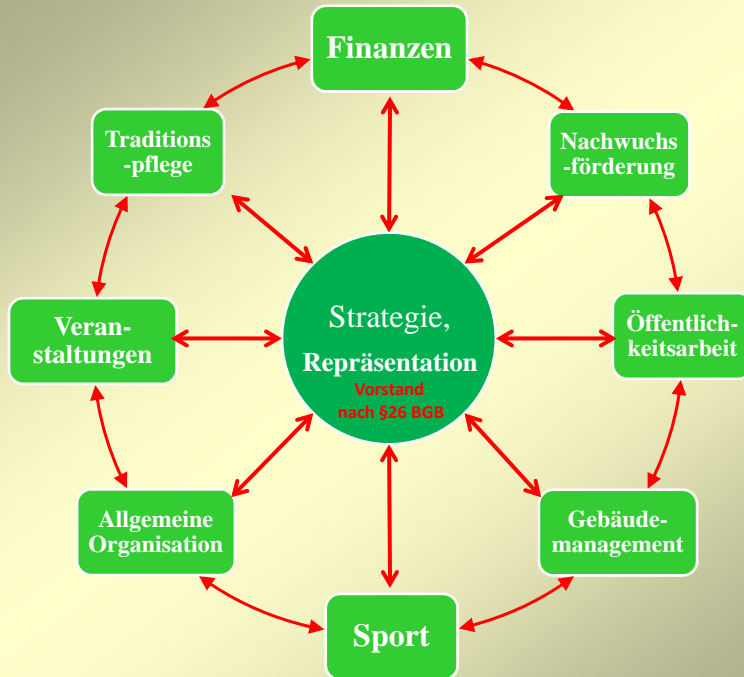 Finanzen
Traditions
-pflege
Nachwuchs
-förderung
Strategie,
Repräsentation
Vorstand
nach §26 BGB
Veran-
staltungen
Öffentlich-
keitsarbeit
Allgemeine
Organisation
Gebäude-
management
Sport